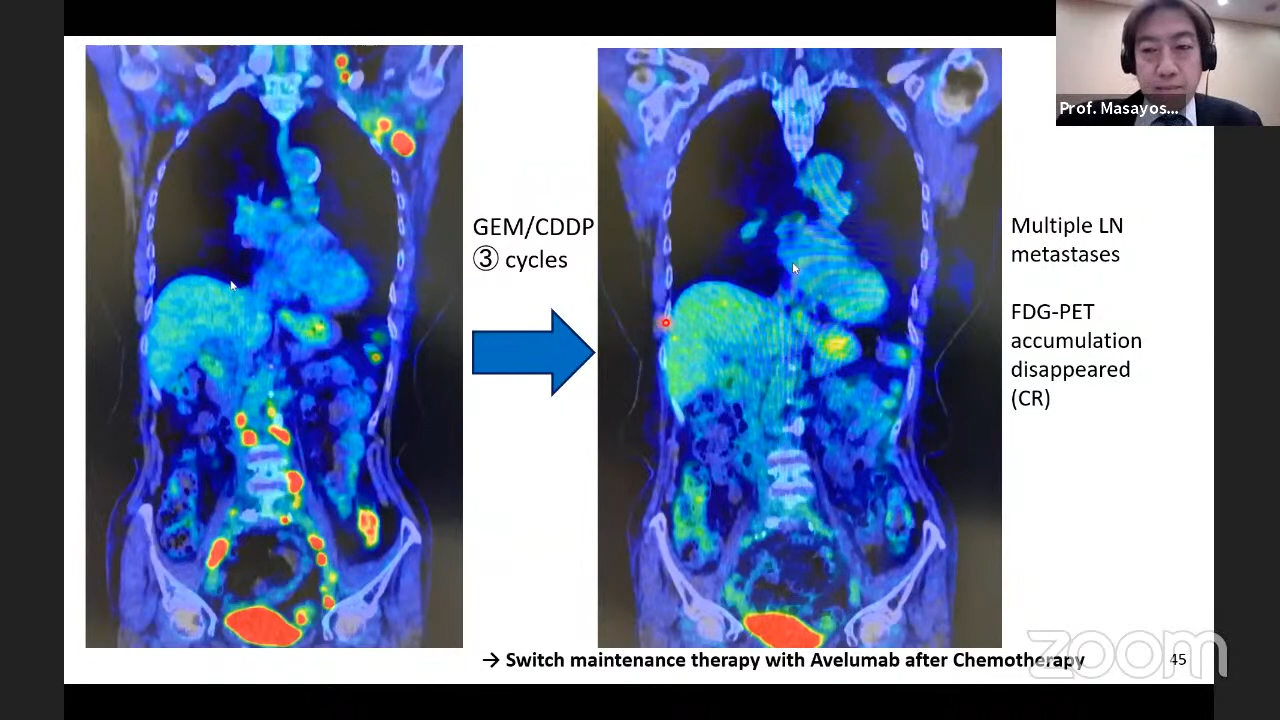 Prof. Masayos...
GEM/CDDP
③ cycles
Multiple LN
metastases
FDG-PET
accumulation
disappeared
(CR)
→ Switch maintenance therapy with Avelumab after Chemotherapy
45
zoom